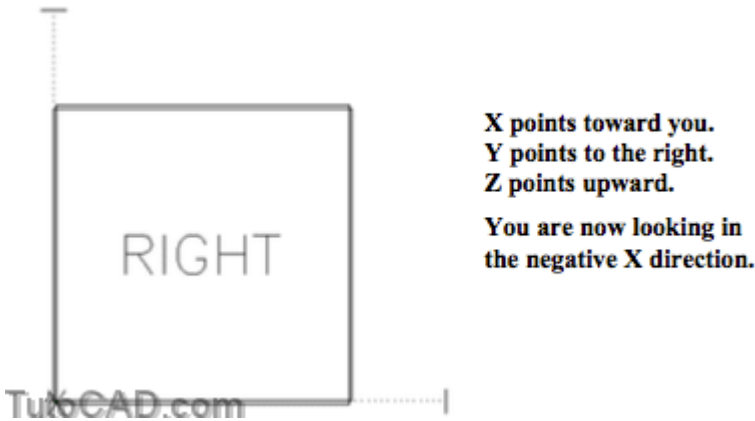 X points toward you.
Y points to the right.
Z points upward.
You are now looking in
the negative X direction.
RIGHT
TutoCAD.com